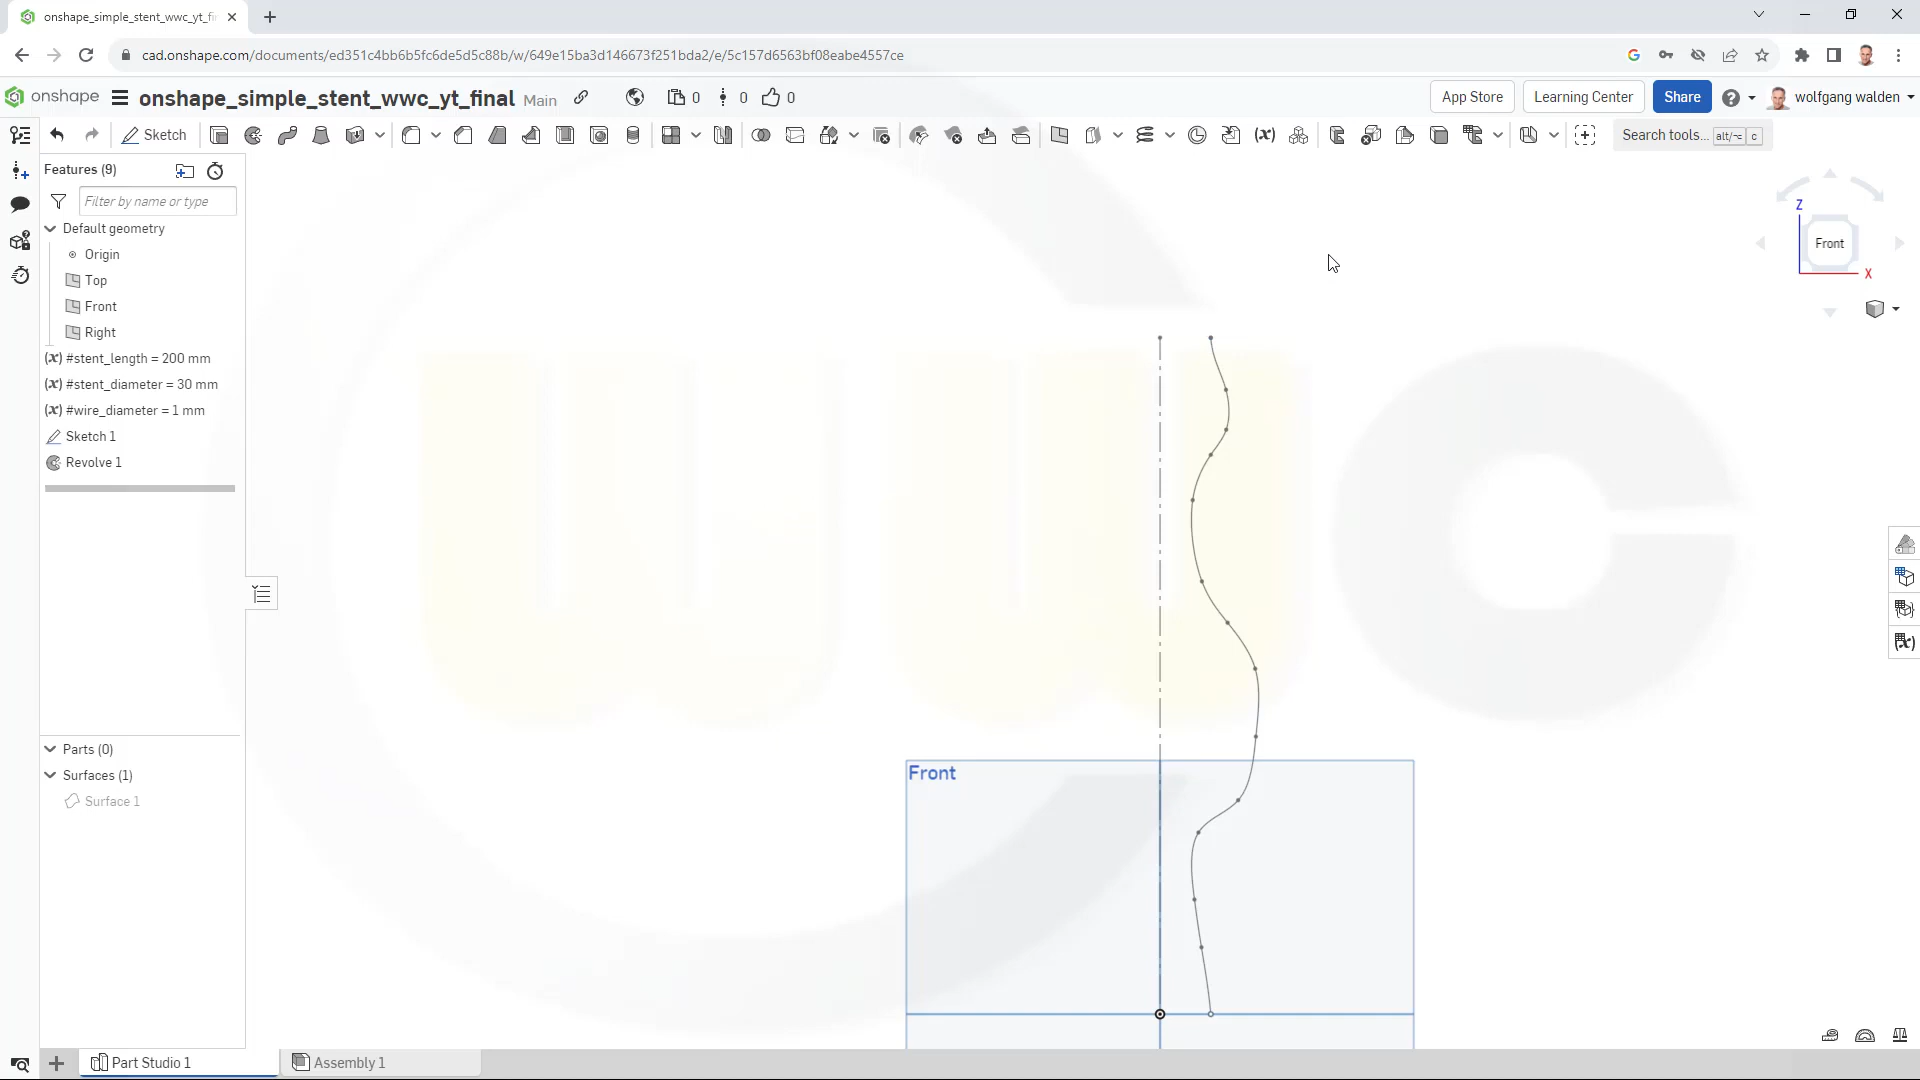 onshape_simple_stent_wwc_yt_fi
cad.onshape.com/documents/ed351c4bb6b5fc6de5d5c88b/w/649e15ba3d146673f251bda2/e/5c157d6563bf08eabe4557ce
onshape
onshape_simple_stent_wwc_yt_final Main
0 0 0
App Store
Learning Center
Share
wolfgang walden
Sketch
Search tools... alt/⌥ c
Features (9)
Filter by name or type
Default geometry
Origin
Top
Front
Right
(x) #stent_length = 200 mm
(x) #stent_diameter = 30 mm
(x) #wire_diameter = 1 mm
Sketch 1
Revolve 1
Parts (0)
Surfaces (1)
Surface 1
Z
Front
X
Front
wwc
Part Studio 1
Assembly 1